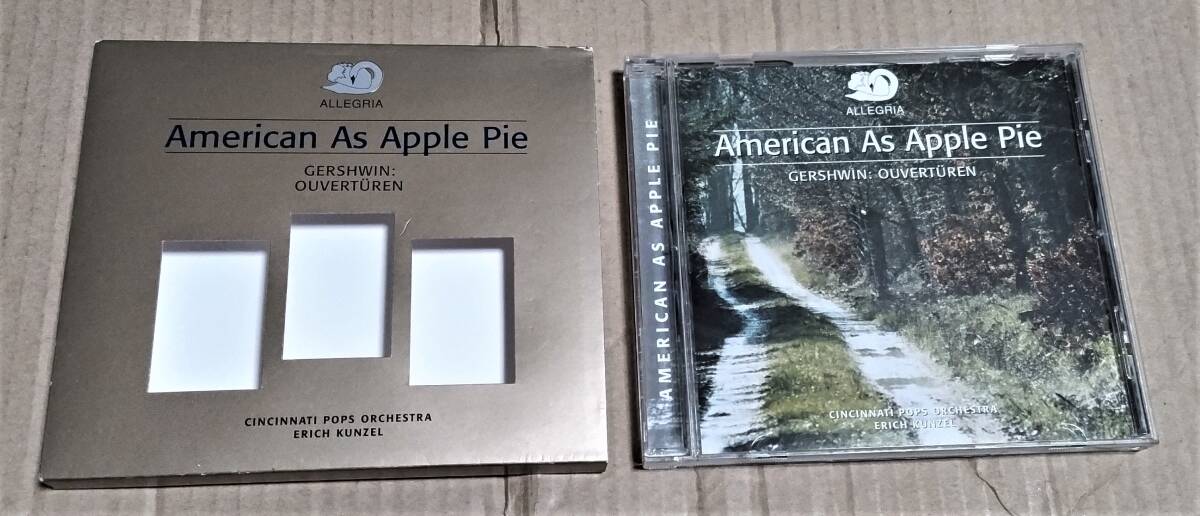 ALLEGRIA
American As Apple Pie
GERSHWIN:
OUVERTÜREN
CINCINNATI POPS ORCHESTRA
ERICH KUNZEL
AMERICAN AS APPLE PIE
ALLEGRIA
American As Apple Pie
GERSHWIN: OUVERTÜREN
CINCINNATI POPS ORCHESTRA
ERICH KUNZEL